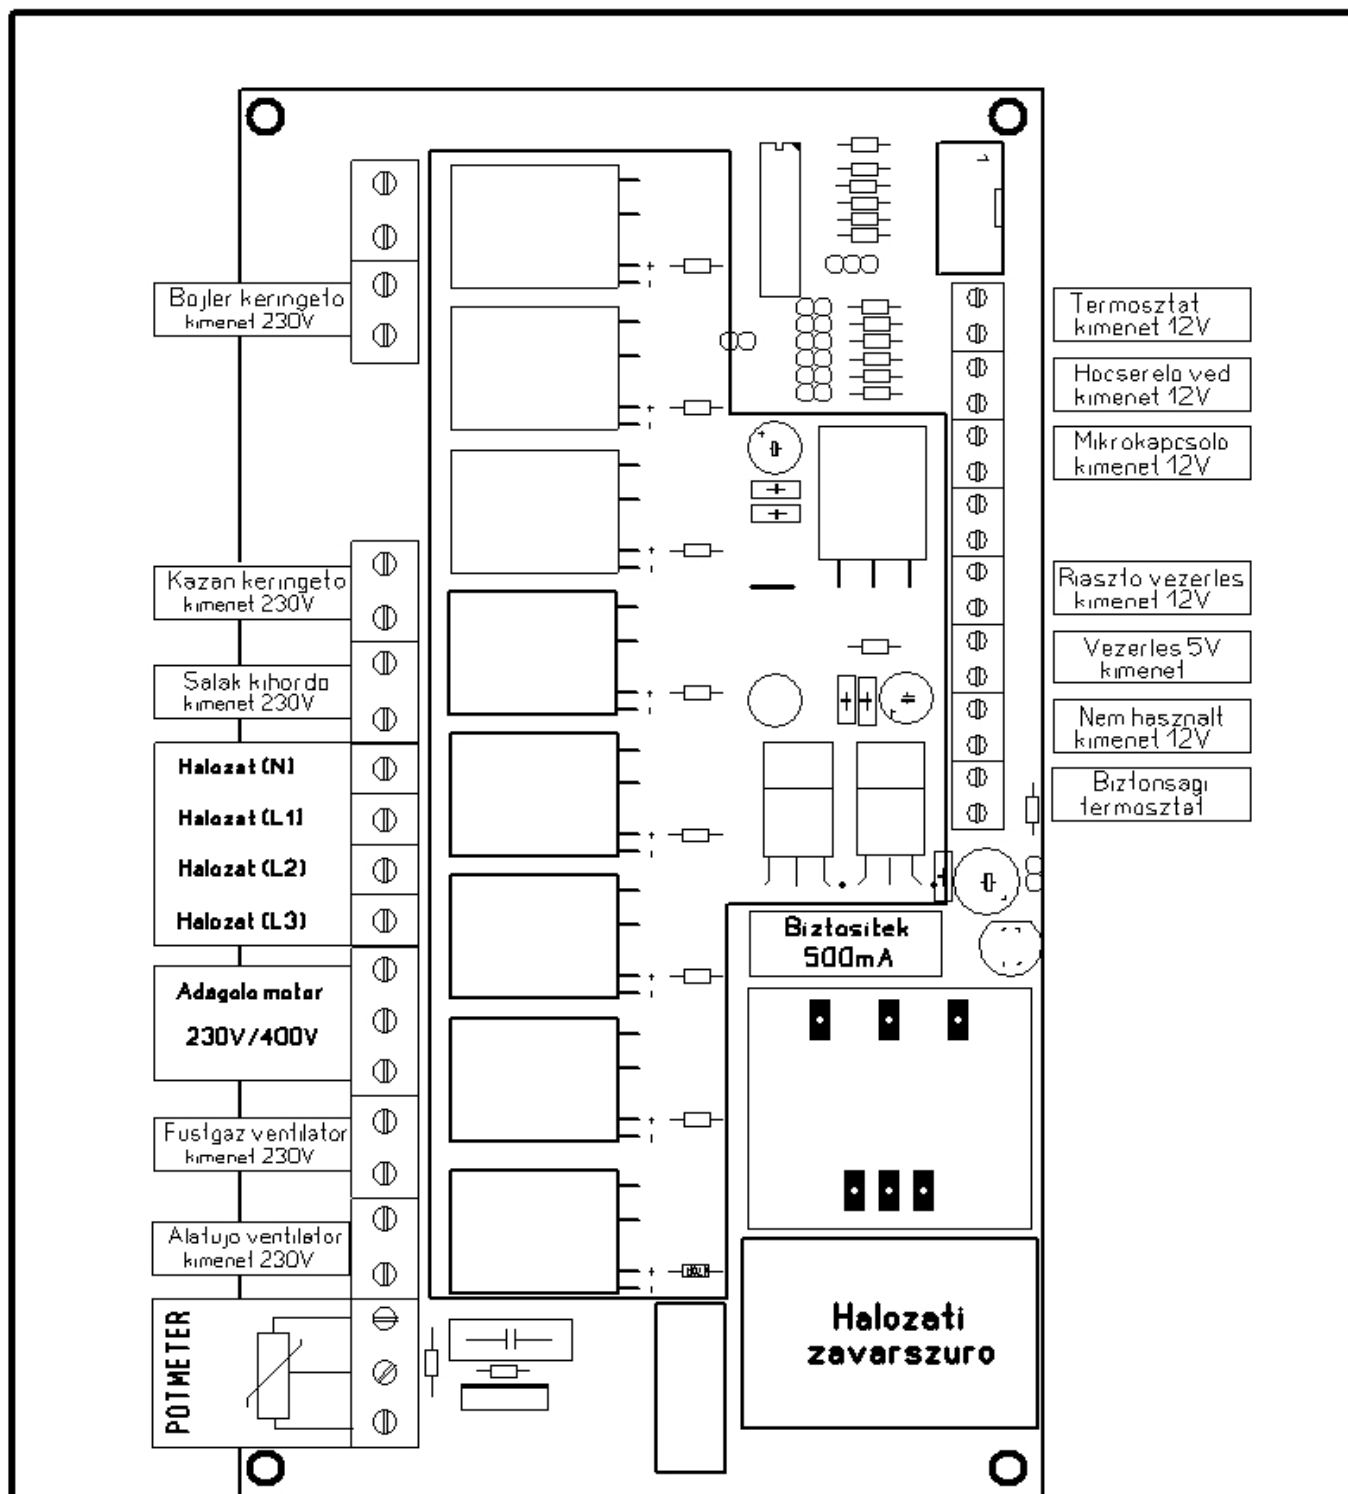 Bojler keringeto
kimenet 230V
Kazan keringeto
kimenet 230V
Salak kihordo
kimenet 230V
Halozat (N)
Halozat (L1)
Halozat (L2)
Halozat (L3)
Adagolo motor
230V/400V
Fustgaz ventilator
kimenet 230V
Alafujo ventilator
kimenet 230V
POTMETER
1
Termosztat
kimenet 12V
Hocserelo ved
kimenet 12V
Mikrokapcsolo
kimenet 12V
Riaszto vezerles
kimenet 12V
Vezerles 5V
kimenet
Nem hasznalt
kimenet 12V
Biztonsagi
termosztat
Biztositek
500mA
Halozati
zavarszuro